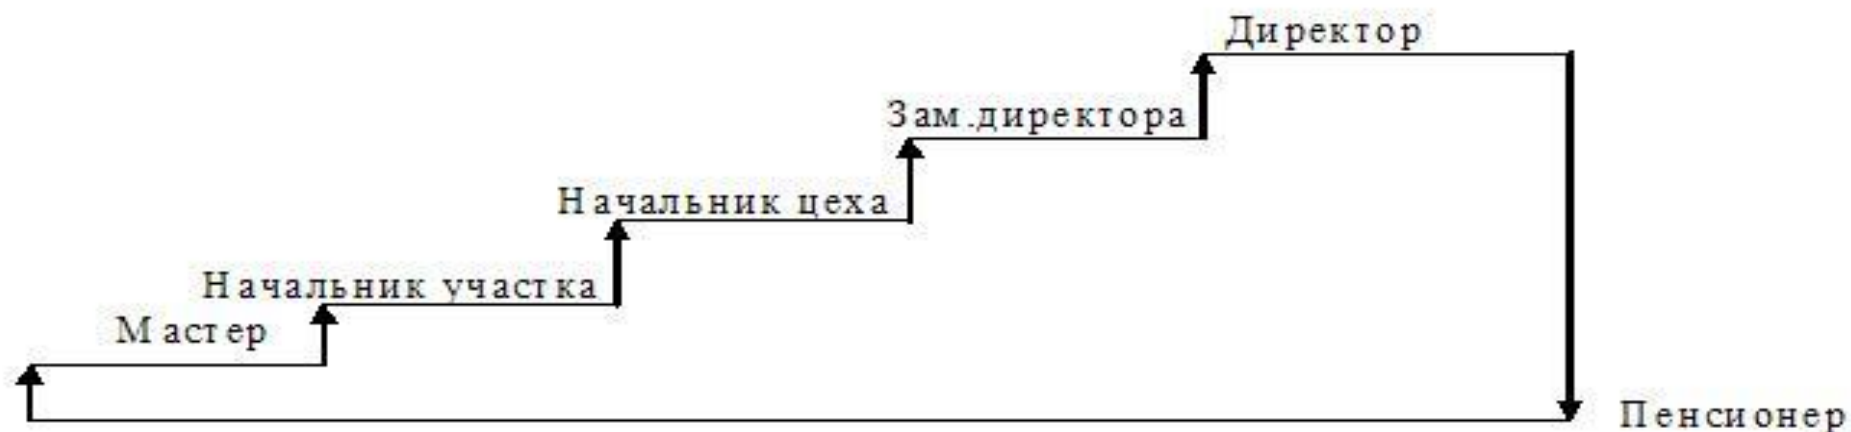 Директор
Зам.директора
Начальник цеха
Начальник участка
Мастер
Пенсионер